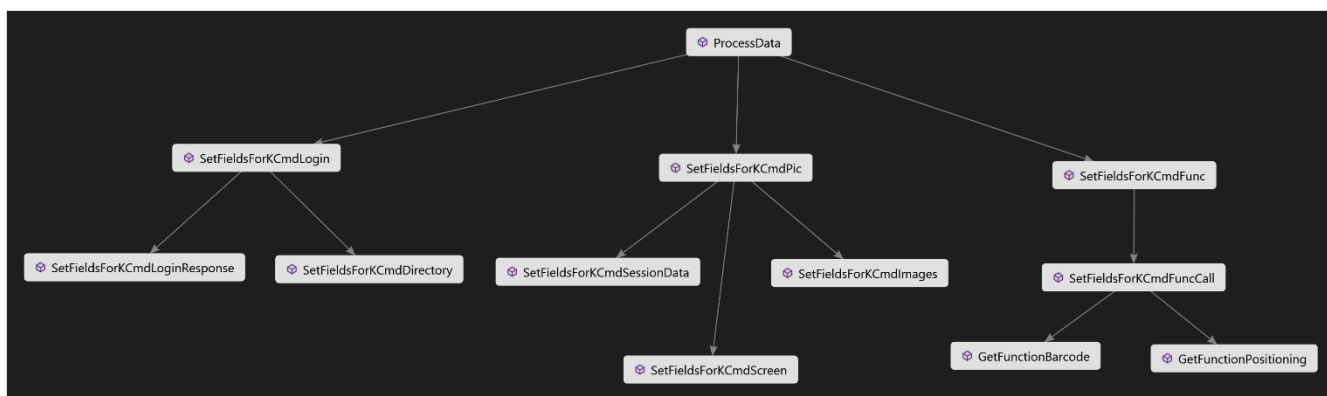 ProcessData
SetFieldsForKCmdLogin
SetFieldsForKCmdPic
SetFieldsForKCmdFunc
SetFieldsForKCmdLoginResponse
SetFieldsForKCmdDirectory
SetFieldsForKCmdSessionData
SetFieldsForKCmdImages
SetFieldsForKCmdFuncCall
SetFieldsForKCmdScreen
GetFunctionBarcode
GetFunctionPositioning